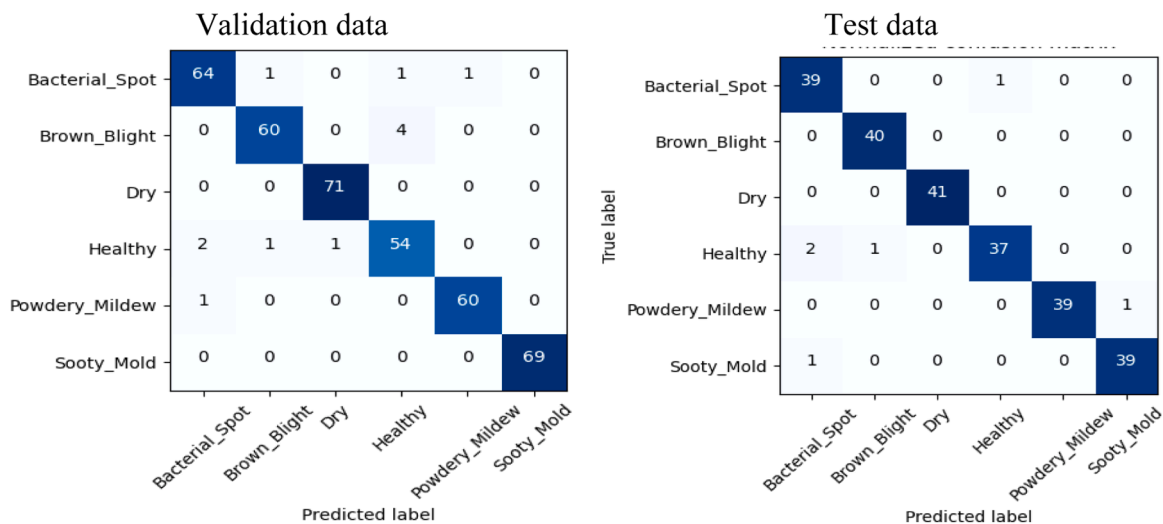 Validation data
Bacterial_Spot 64 1 0 1 1 0
Brown_Blight 0 60 0 4 0 0
Dry 0 0 71 0 0 0
Healthy 2 1 1 54 0 0
Powdery_Mildew 1 0 0 0 60 0
Sooty_Mold 0 0 0 0 0 69
Bacterial_Spot Brown_Blight Dry Healthy Powdery_Mildew Sooty_Mold
Predicted label
Test data
True label
Bacterial_Spot 39 0 0 1 0 0
Brown_Blight 0 40 0 0 0 0
Dry 0 0 41 0 0 0
Healthy 2 1 0 37 0 0
Powdery_Mildew 0 0 0 0 39 1
Sooty_Mold 1 0 0 0 0 39
Bacterial_Spot Brown_Blight Dry Healthy Powdery_Mildew Sooty_Mold
Predicted label